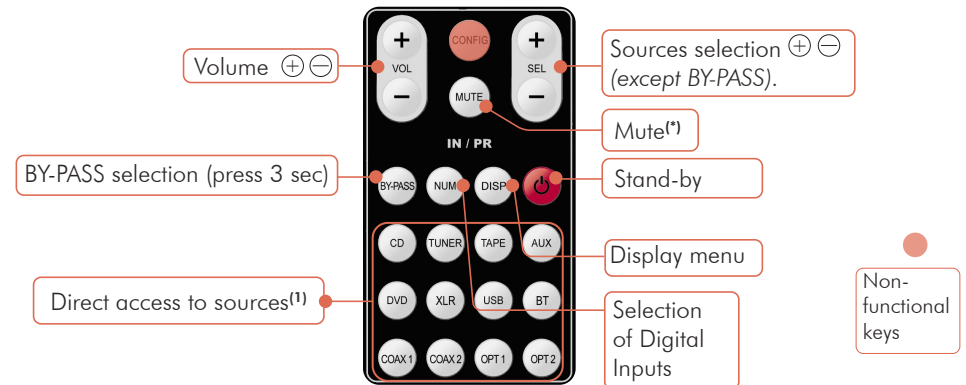 Volume ⊕⊖
+
VOL
−
CONFIG
MUTE
+
SEL
−
Sources selection ⊕ ⊖
(except BY-PASS).
Mute(*)
IN / PR
BY-PASS selection (press 3 sec)
BY-PASS
NUM
DISP
Stand-by
CD
TUNER
TAPE
AUX
Display menu
Direct access to sources(1)
DVD
XLR
USB
BT
Selection
of Digital
Inputs
COAX 1
COAX 2
OPT 1
OPT 2
Non-
functional
keys